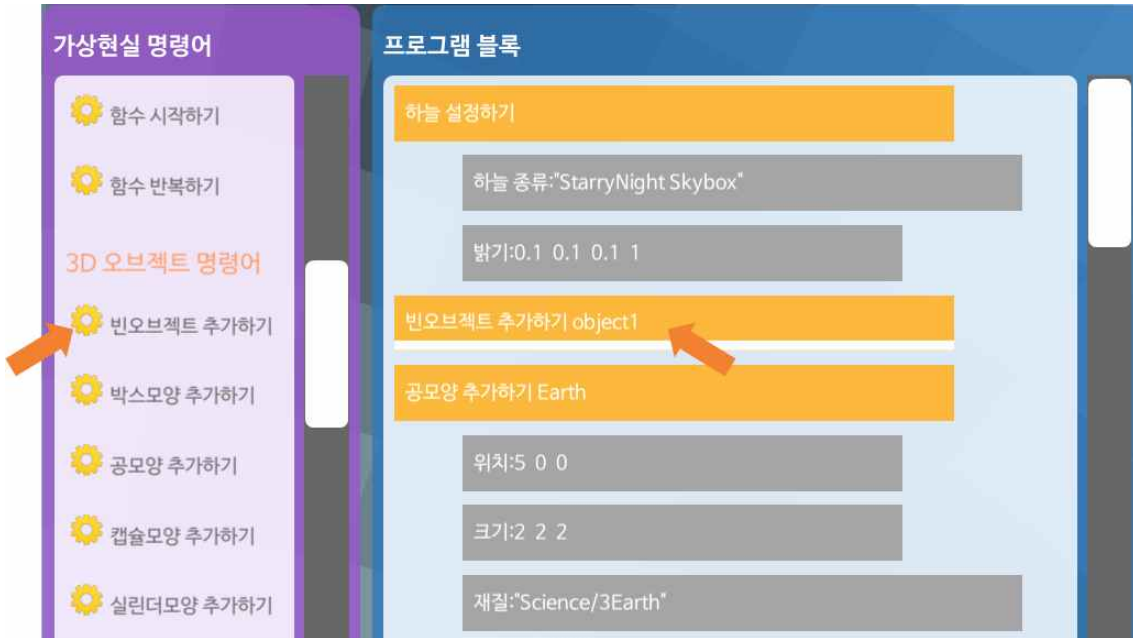 가상현실 명령어
함수 시작하기
함수 반복하기
3D 오브젝트 명령어
빈오브젝트 추가하기
박스모양 추가하기
공모양 추가하기
캡슐모양 추가하기
실린더모양 추가하기
프로그램 블록
하늘 설정하기
하늘 종류:"StarryNight Skybox"
밝기:0.1 0.1 0.1 1
빈오브젝트 추가하기 object1
공모양 추가하기 Earth
위치:5 0 0
크기:2 2 2
재질:"Science/3Earth"